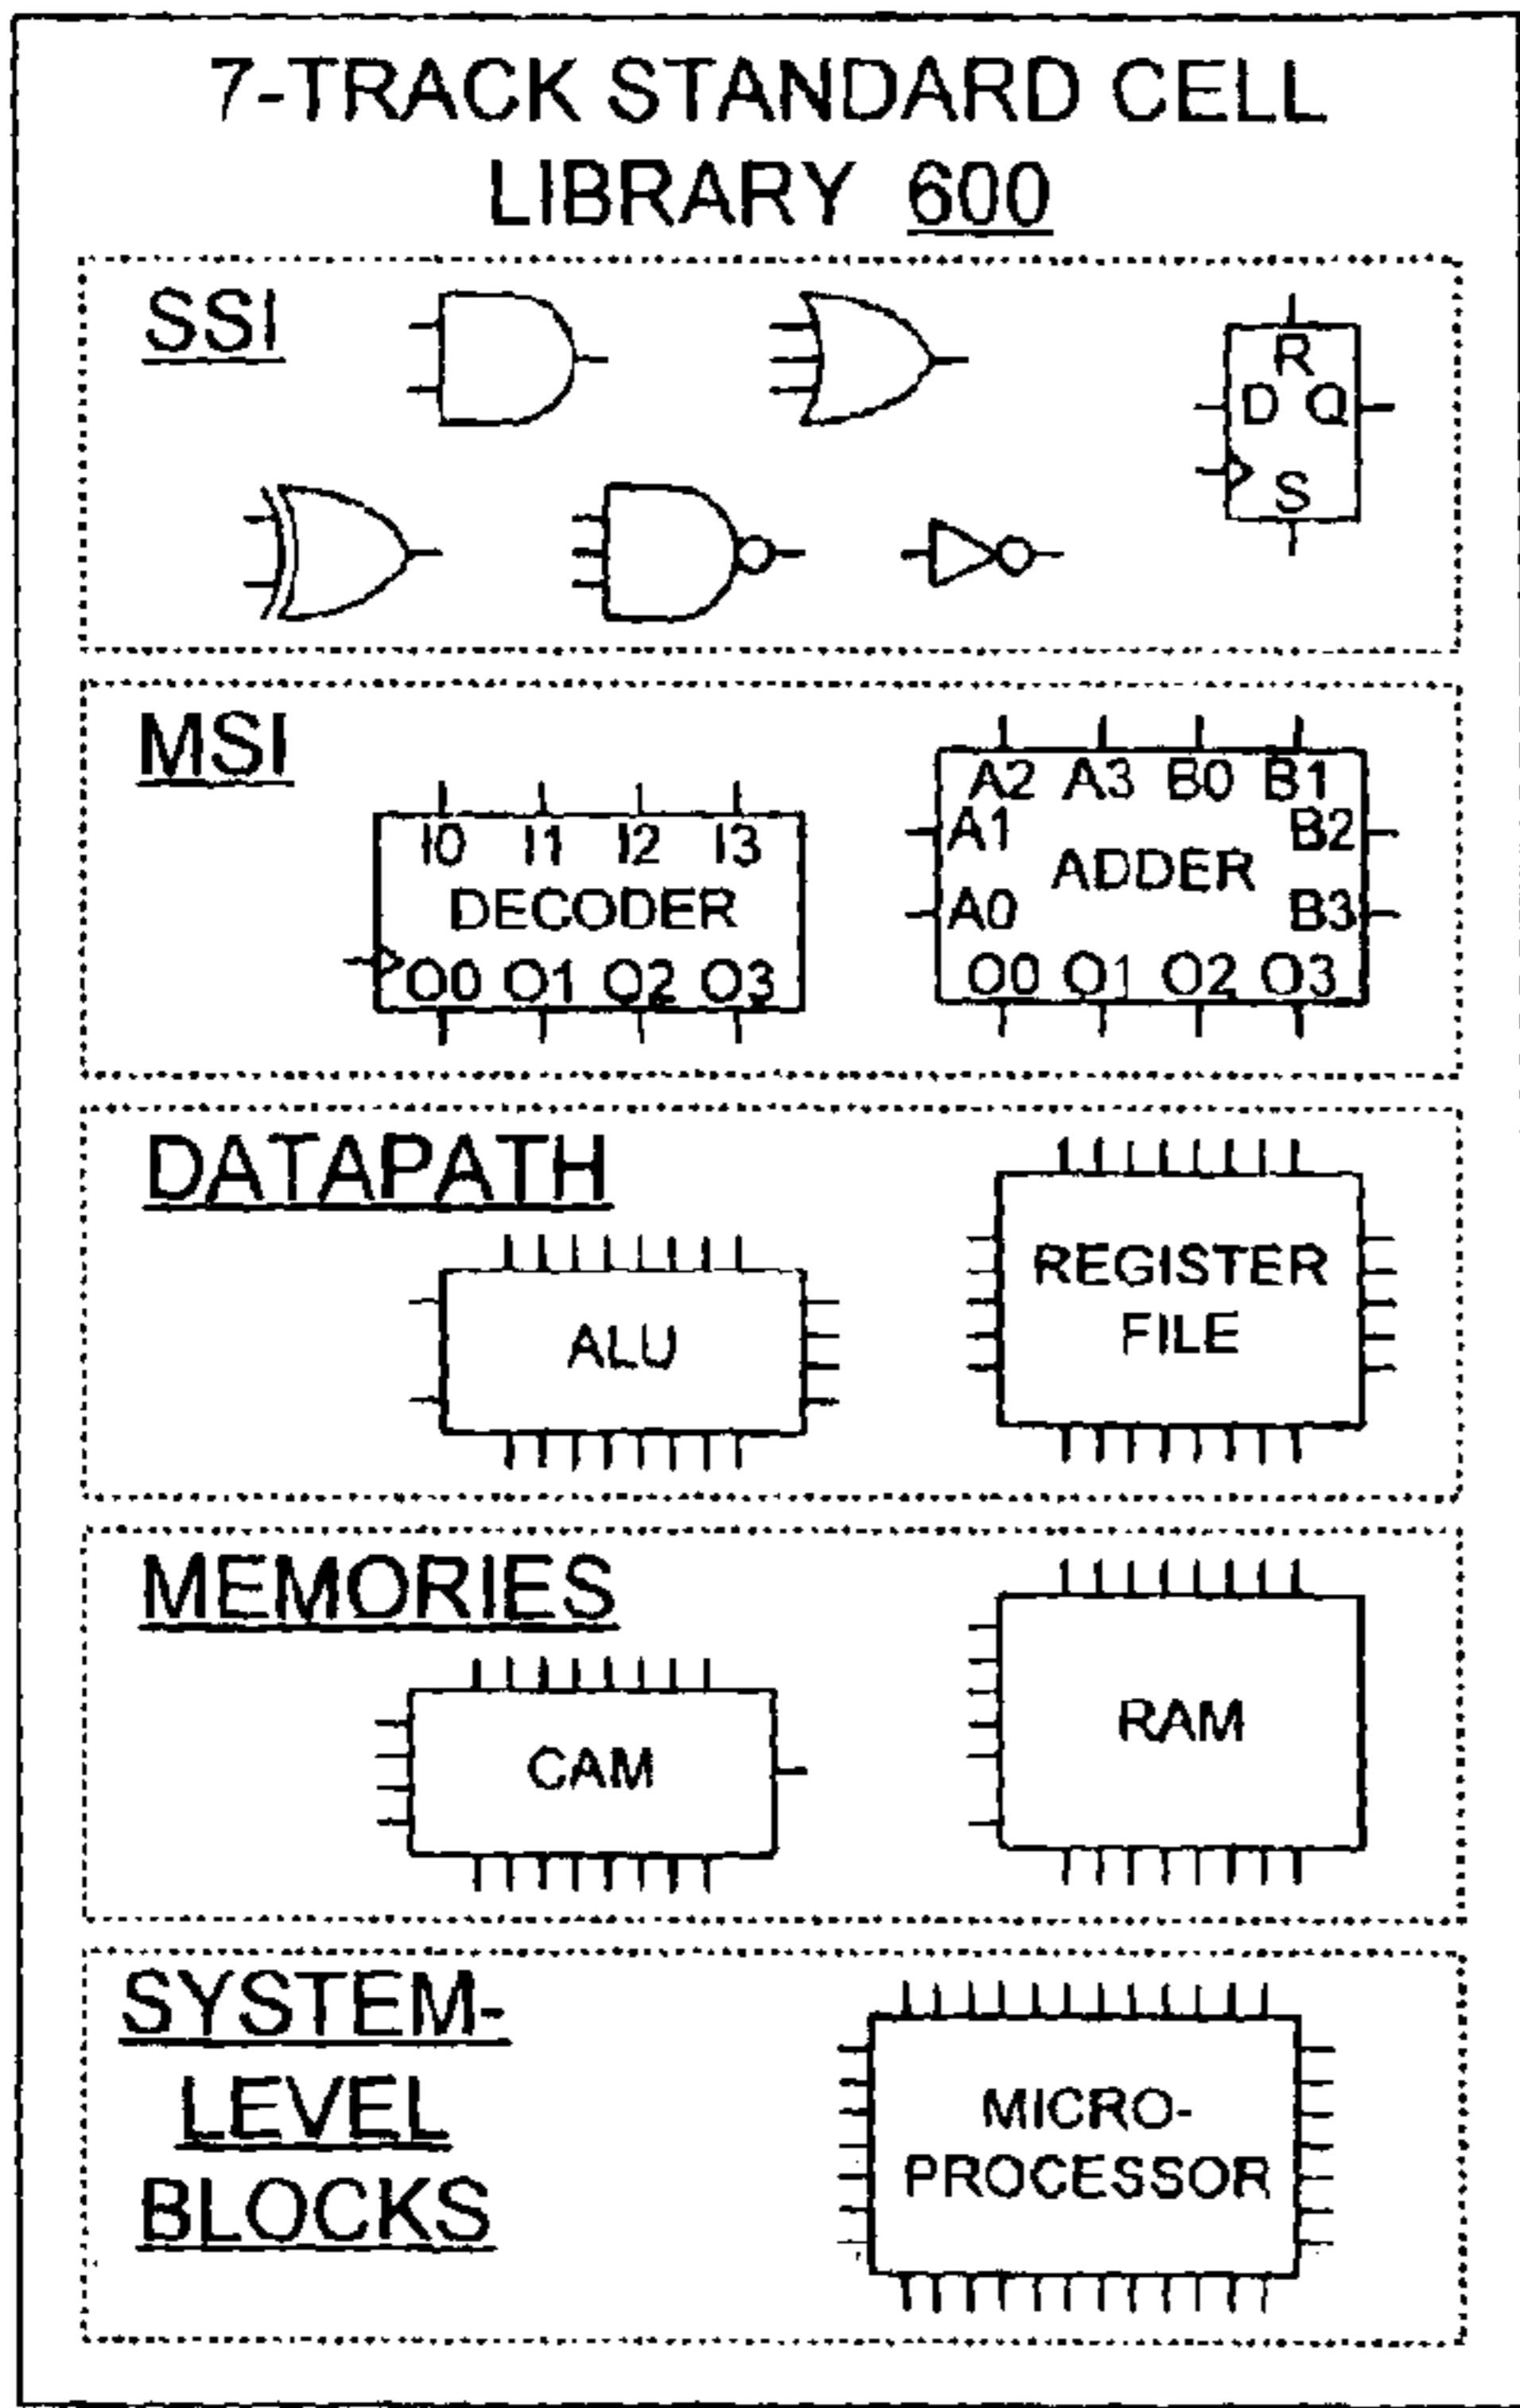 7-TRACK STANDARD CELL
LIBRARY 600
SSI
R
D Q
S
MSI
I0 I1 I2 I3
DECODER
O0 O1 O2 O3
A2 A3 B0 B1
A1 B2
ADDER
A0 B3
O0 O1 O2 O3
DATAPATH
ALU
REGISTER
FILE
MEMORIES
CAM
RAM
SYSTEM-
LEVEL
BLOCKS
MICRO-
PROCESSOR